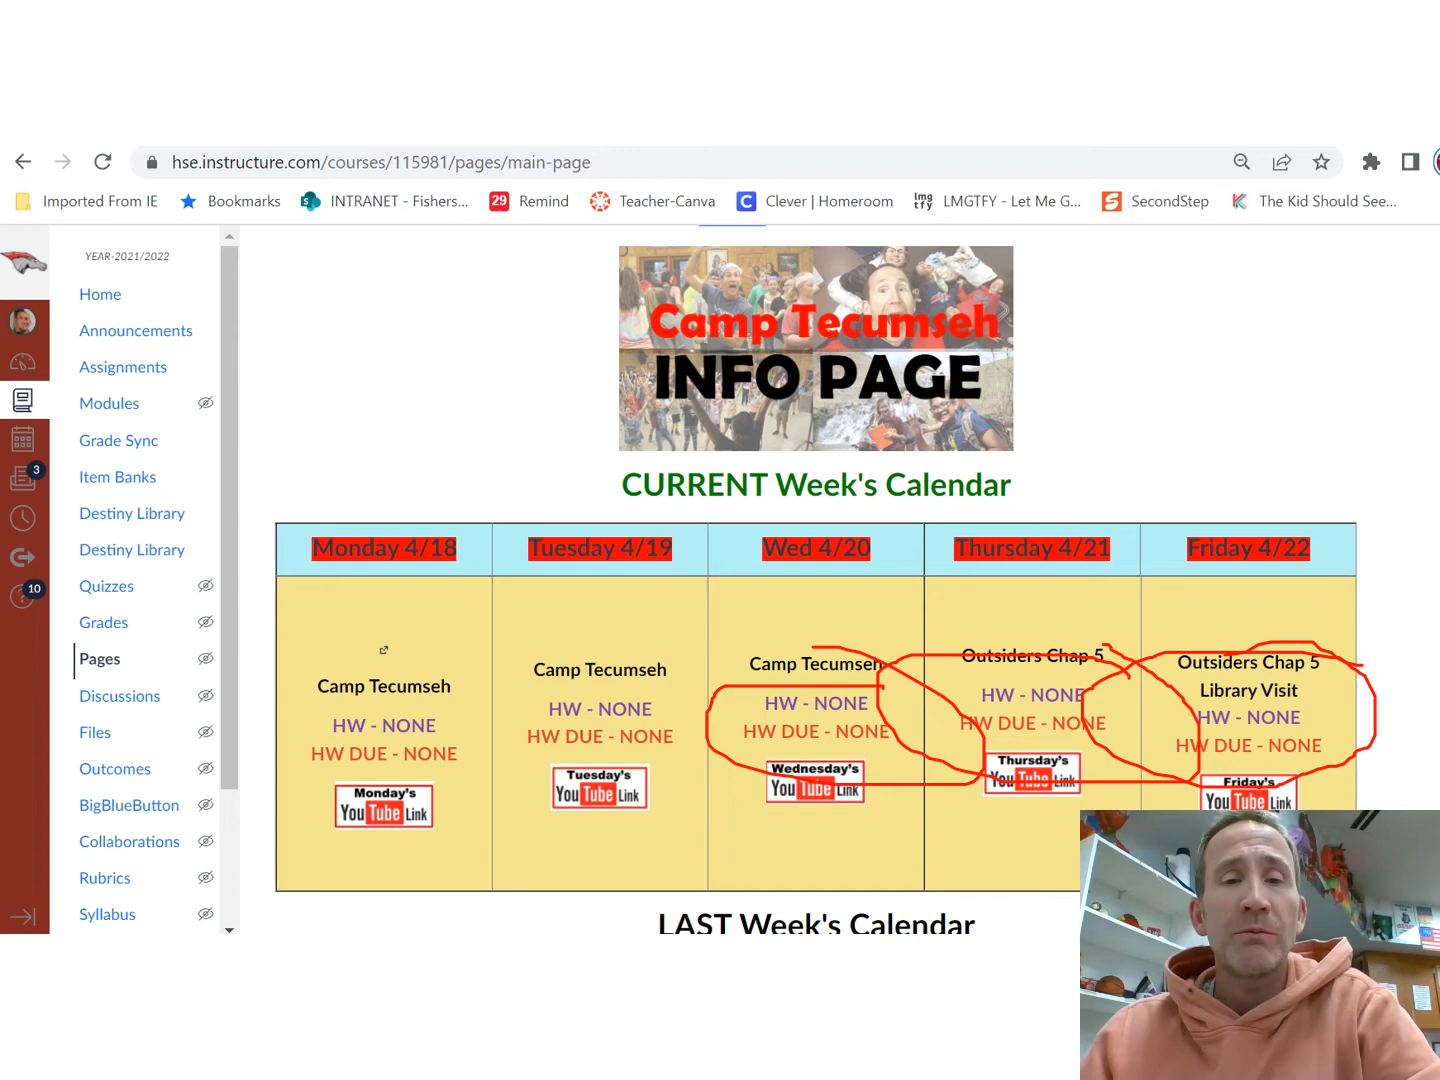 hse.instructure.com/courses/115981/pages/main-page
Imported From IE
Bookmarks
INTRANET - Fishers...
29 Remind
Teacher-Canva
C Clever | Homeroom
lmg tfy LMGTFY - Let Me G...
SecondStep
The Kid Should See...
YEAR-2021/2022
Home
Announcements
Assignments
Modules
Grade Sync
3
Item Banks
Destiny Library
Destiny Library
10
Quizzes
Grades
Pages
Discussions
Files
Outcomes
BigBlueButton
Collaborations
Rubrics
Syllabus
Camp Tecumseh
INFO PAGE
CURRENT Week's Calendar
Monday 4/18
Tuesday 4/19
Wed 4/20
Thursday 4/21
Friday 4/22
Camp Tecumseh
HW - NONE
HW DUE - NONE
Monday's
YouTube Link
Camp Tecumseh
HW - NONE
HW DUE - NONE
Tuesday's
YouTube Link
Camp Tecumseh
HW - NONE
HW DUE - NONE
Wednesday's
YouTube Link
Outsiders Chap 5
HW - NONE
HW DUE - NONE
Thursday's
YouTube Link
Outsiders Chap 5
Library Visit
HW - NONE
HW DUE - NONE
Friday's
YouTube Link
LAST Week's Calendar